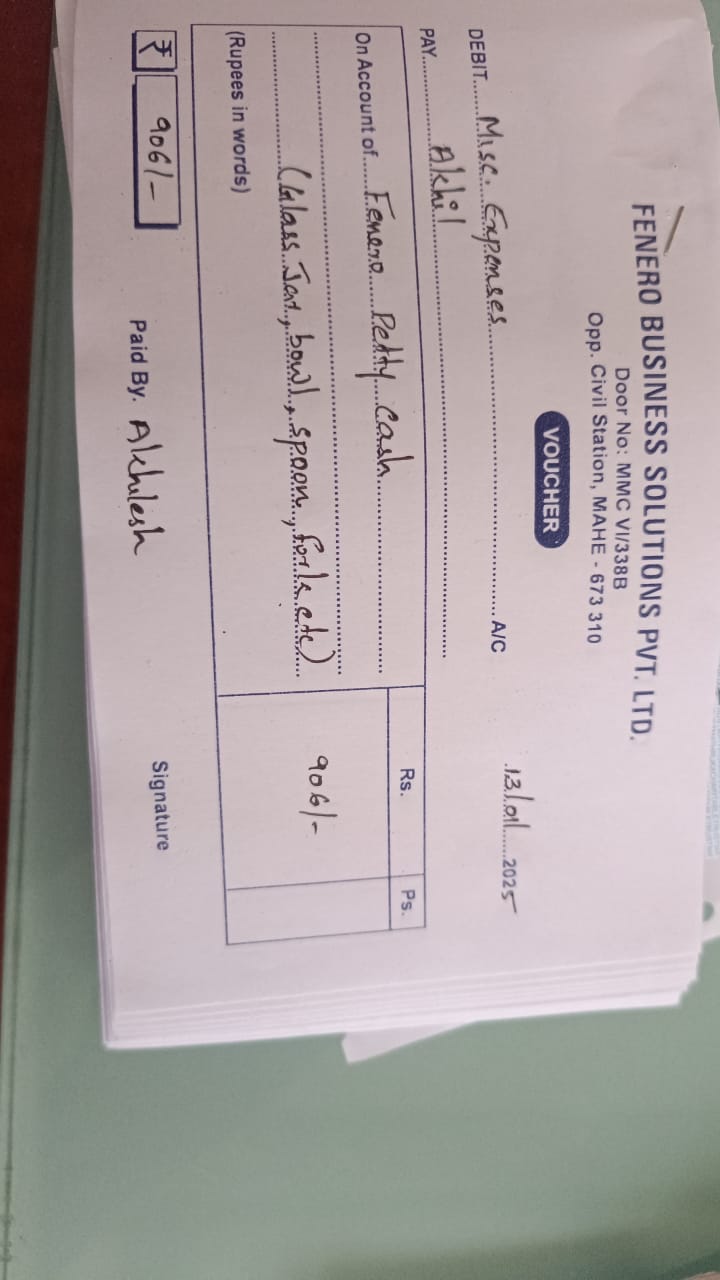 FENERO BUSINESS SOLUTIONS PVT. LTD.
Door No: MMC VI/338B
Opp. Civil Station, MAHE - 673 310
VOUCHER
13/01 2025
DEBIT Misc. Expenses A/C
PAY Akhil
Rs. Ps.
On Account of Fenero Petty cash
(Glass Jar, bowl, spoon, fork etc) 906/-
(Rupees in words)
₹ 906/- Paid By. Akhilesh Signature